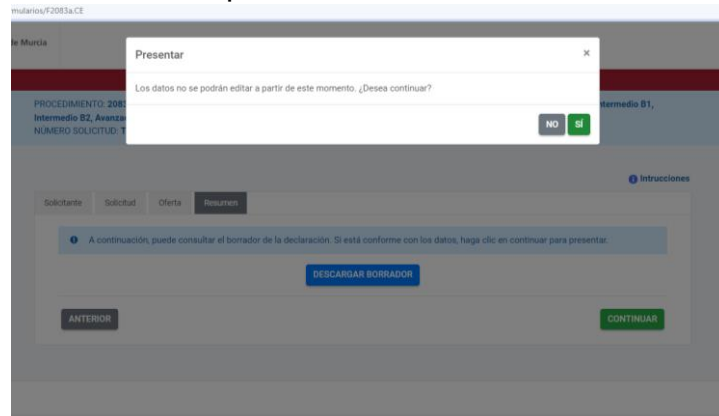 mularios/F2083a.CE
de Murcia
Presentar ×
Los datos no se podrán editar a partir de este momento. ¿Desea continuar?
NO SÍ
PROCEDIMIENTO: 2083
Intermedio B2, Avanza
NÚMERO SOLICITUD: T
ntermedio B1,
Intrucciones
Solicitante Solicitud Oferta Resumen
A continuación, puede consultar el borrador de la declaración. Si está conforme con los datos, haga clic en continuar para presentar.
DESCARGAR BORRADOR
ANTERIOR CONTINUAR